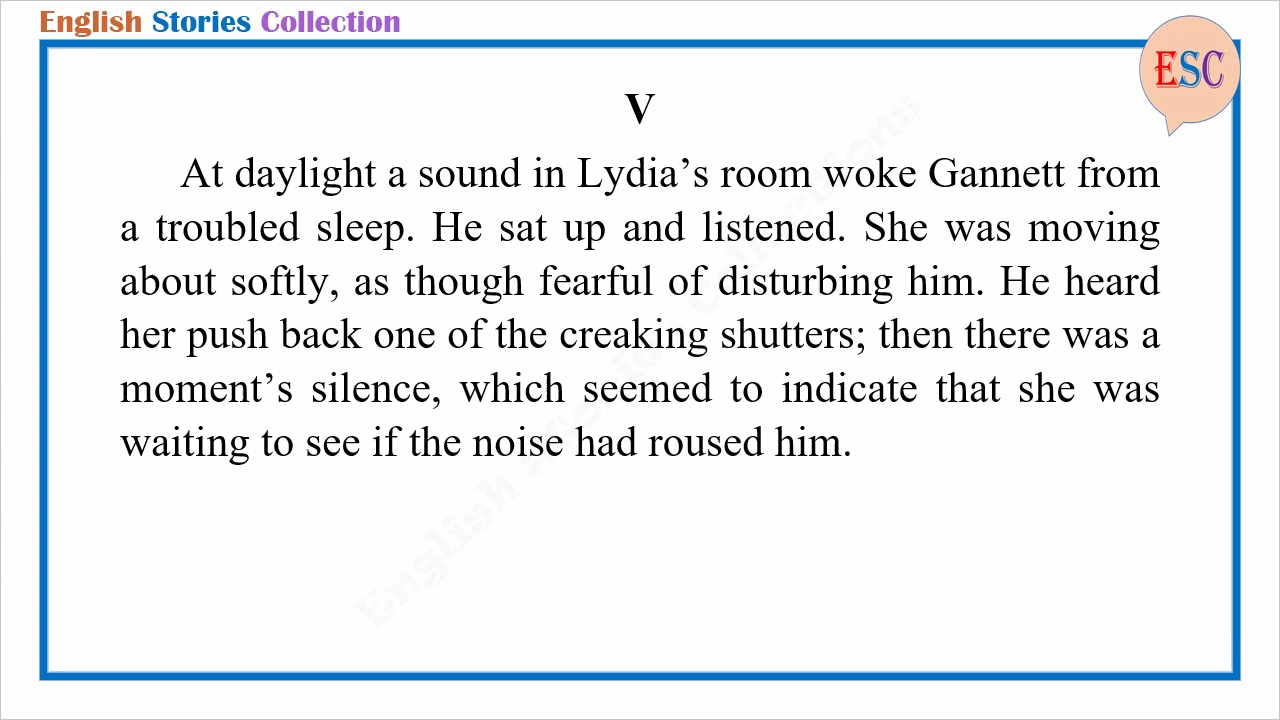 English Stories Collection
ESC
V
At daylight a sound in Lydia’s room woke Gannett from
a troubled sleep. He sat up and listened. She was moving
about softly, as though fearful of disturbing him. He heard
her push back one of the creaking shutters; then there was a
moment’s silence, which seemed to indicate that she was
waiting to see if the noise had roused him.